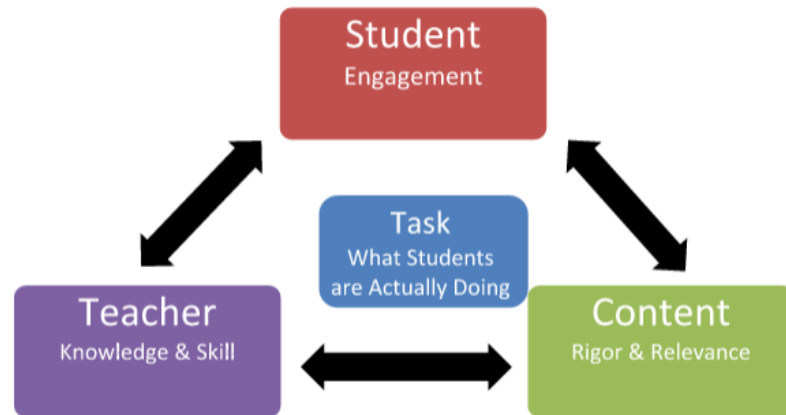 Student
Engagement
Task
What Students
are Actually Doing
Teacher
Knowledge & Skill
Content
Rigor & Relevance